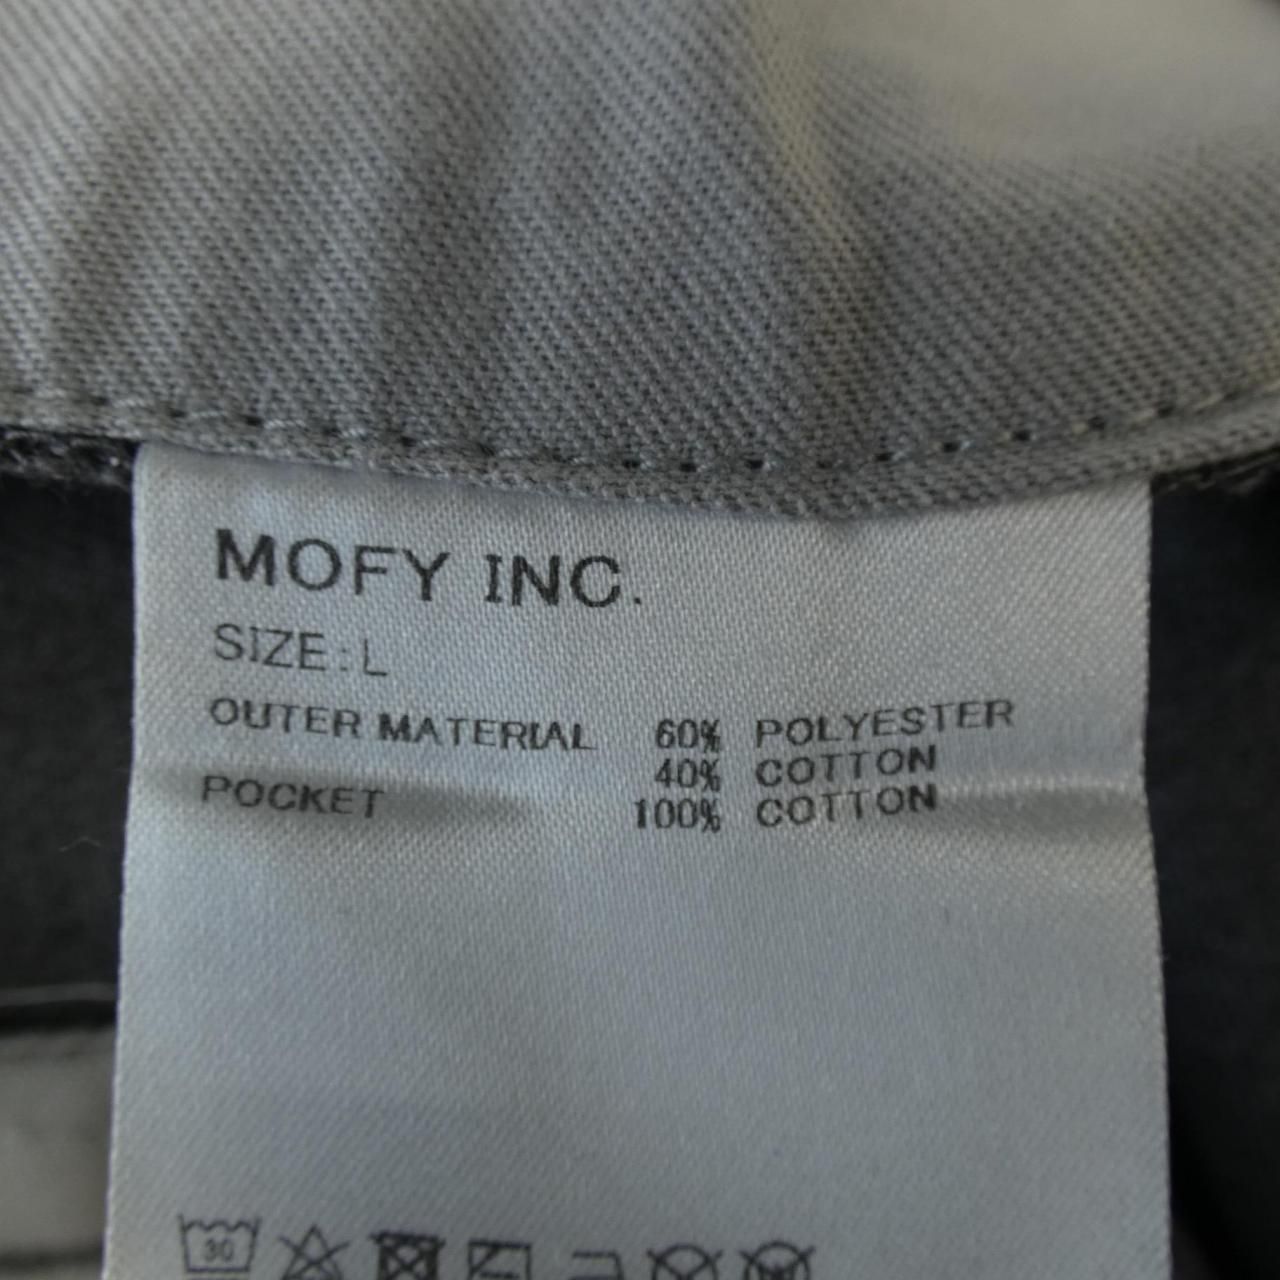 MOFY INC.
SIZE:L
OUTER MATERIAL 60% POLYESTER
40% COTTON
POCKET 100% COTTON
30